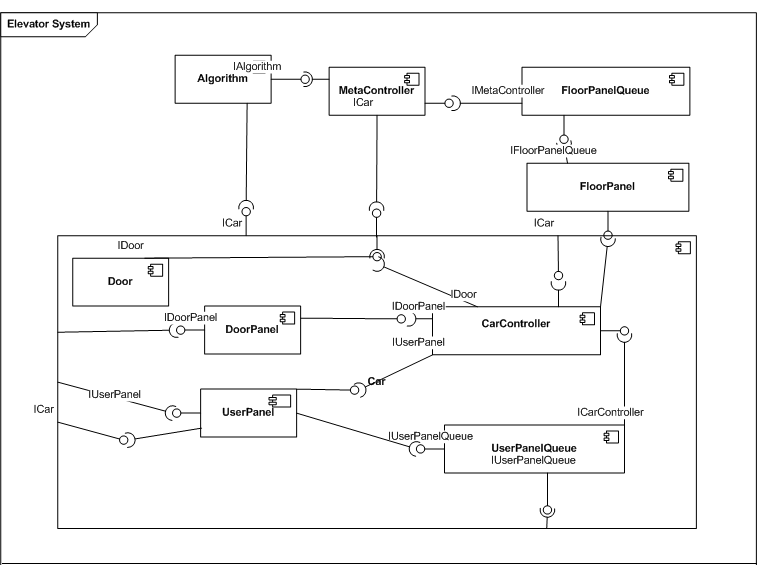 Elevator System
IAlgorithm
Algorithm
MetaController
ICar
IMetaController
FloorPanelQueue
IFloorPanelQueue
FloorPanel
ICar
ICar
IDoor
Door
IDoor
IDoorPanel
DoorPanel
IDoorPanel
CarController
IUserPanel
Car
IUserPanel
ICar
UserPanel
ICarController
IUserPanelQueue
UserPanelQueue
IUserPanelQueue